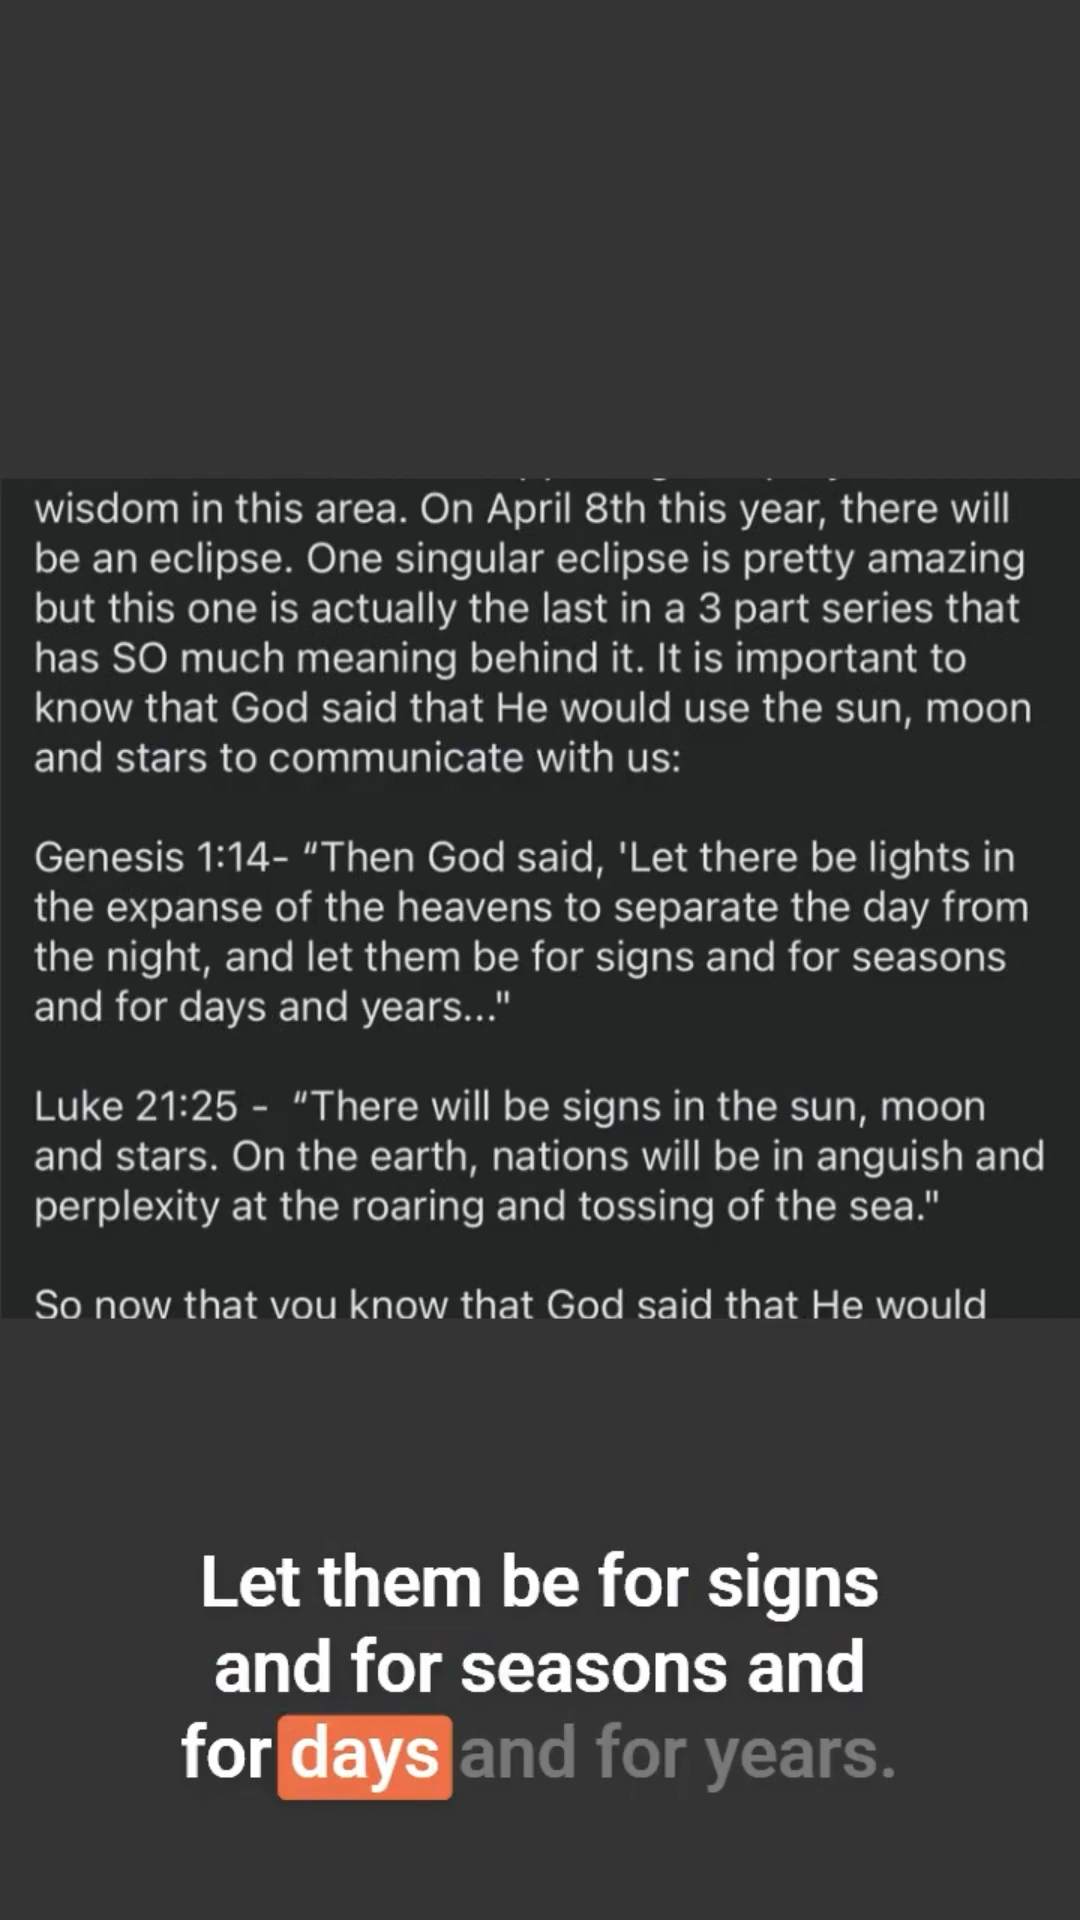 wisdom in this area. On April 8th this year, there will
be an eclipse. One singular eclipse is pretty amazing
but this one is actually the last in a 3 part series that
has SO much meaning behind it. It is important to
know that God said that He would use the sun, moon
and stars to communicate with us:
Genesis 1:14- “Then God said, 'Let there be lights in
the expanse of the heavens to separate the day from
the night, and let them be for signs and for seasons
and for days and years..."
Luke 21:25 -  “There will be signs in the sun, moon
and stars. On the earth, nations will be in anguish and
perplexity at the roaring and tossing of the sea."
So now that you know that God said that He would
Let them be for signs
and for seasons and
for days and for years.